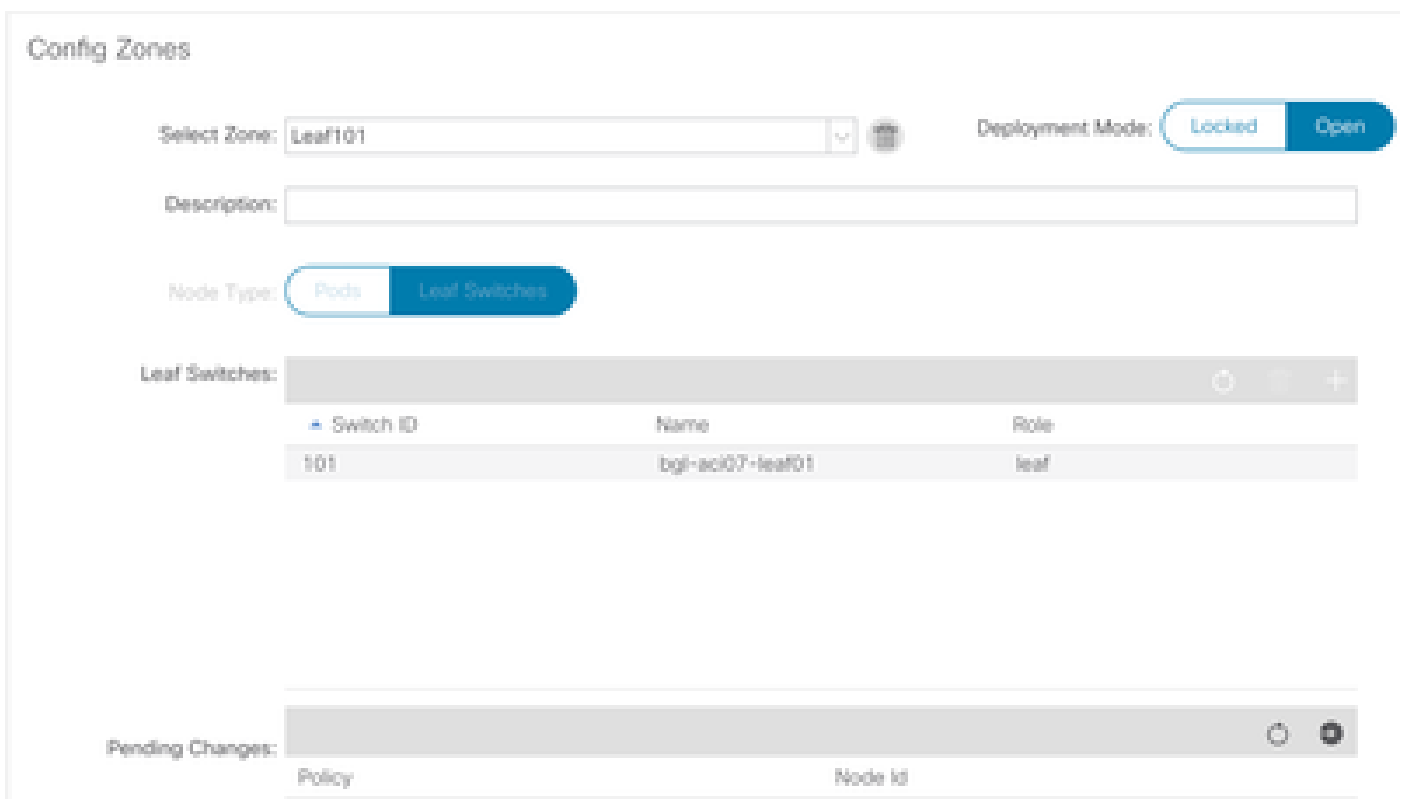 Config Zones
Select Zone: Leaf101 Deployment Mode: Locked Open
Description:
Node Type: Pods Leaf Switches
Leaf Switches:
Switch ID Name Role
101 bgl-aci07-leaf01 leaf
Pending Changes:
Policy Node Id